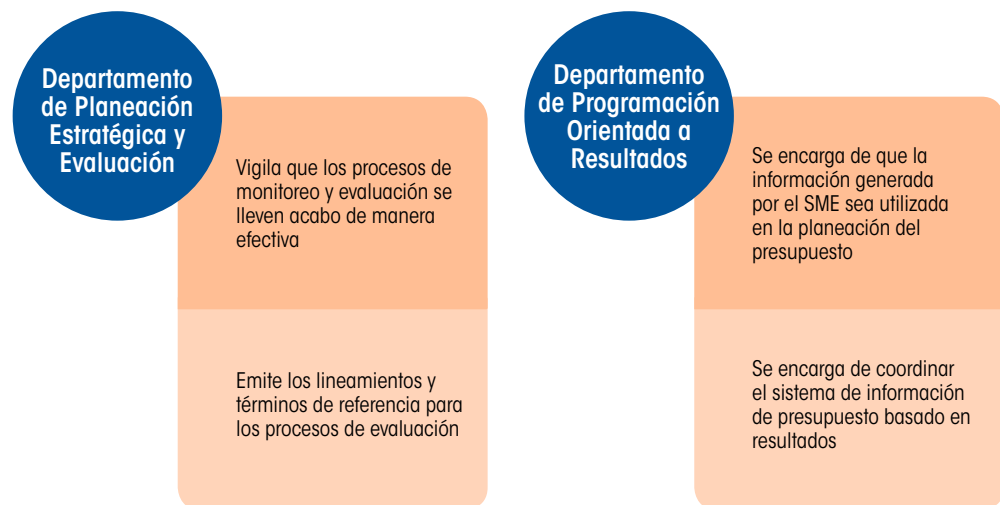 Departamento
de Planeación
Estratégica y
Evaluación
Vigila que los procesos de
monitoreo y evaluación se
lleven acabo de manera
efectiva
Emite los lineamientos y
términos de referencia para
los procesos de evaluación
Departamento
de Programación
Orientada a
Resultados
Se encarga de que la
información generada
por el SME sea utilizada
en la planeación del
presupuesto
Se encarga de coordinar
el sistema de información
de presupuesto basado en
resultados